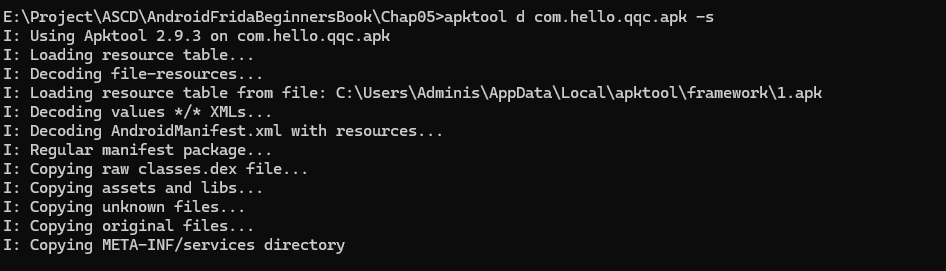 E:\Project\ASCD\AndroidFridaBeginnersBook\Chap05>apktool d com.hello.qqc.apk -s
I: Using Apktool 2.9.3 on com.hello.qqc.apk
I: Loading resource table...
I: Decoding file-resources...
I: Loading resource table from file: C:\Users\Adminis\AppData\Local\apktool\framework\1.apk
I: Decoding values */* XMLs...
I: Decoding AndroidManifest.xml with resources...
I: Regular manifest package...
I: Copying raw classes.dex file...
I: Copying assets and libs...
I: Copying unknown files...
I: Copying original files...
I: Copying META-INF/services directory